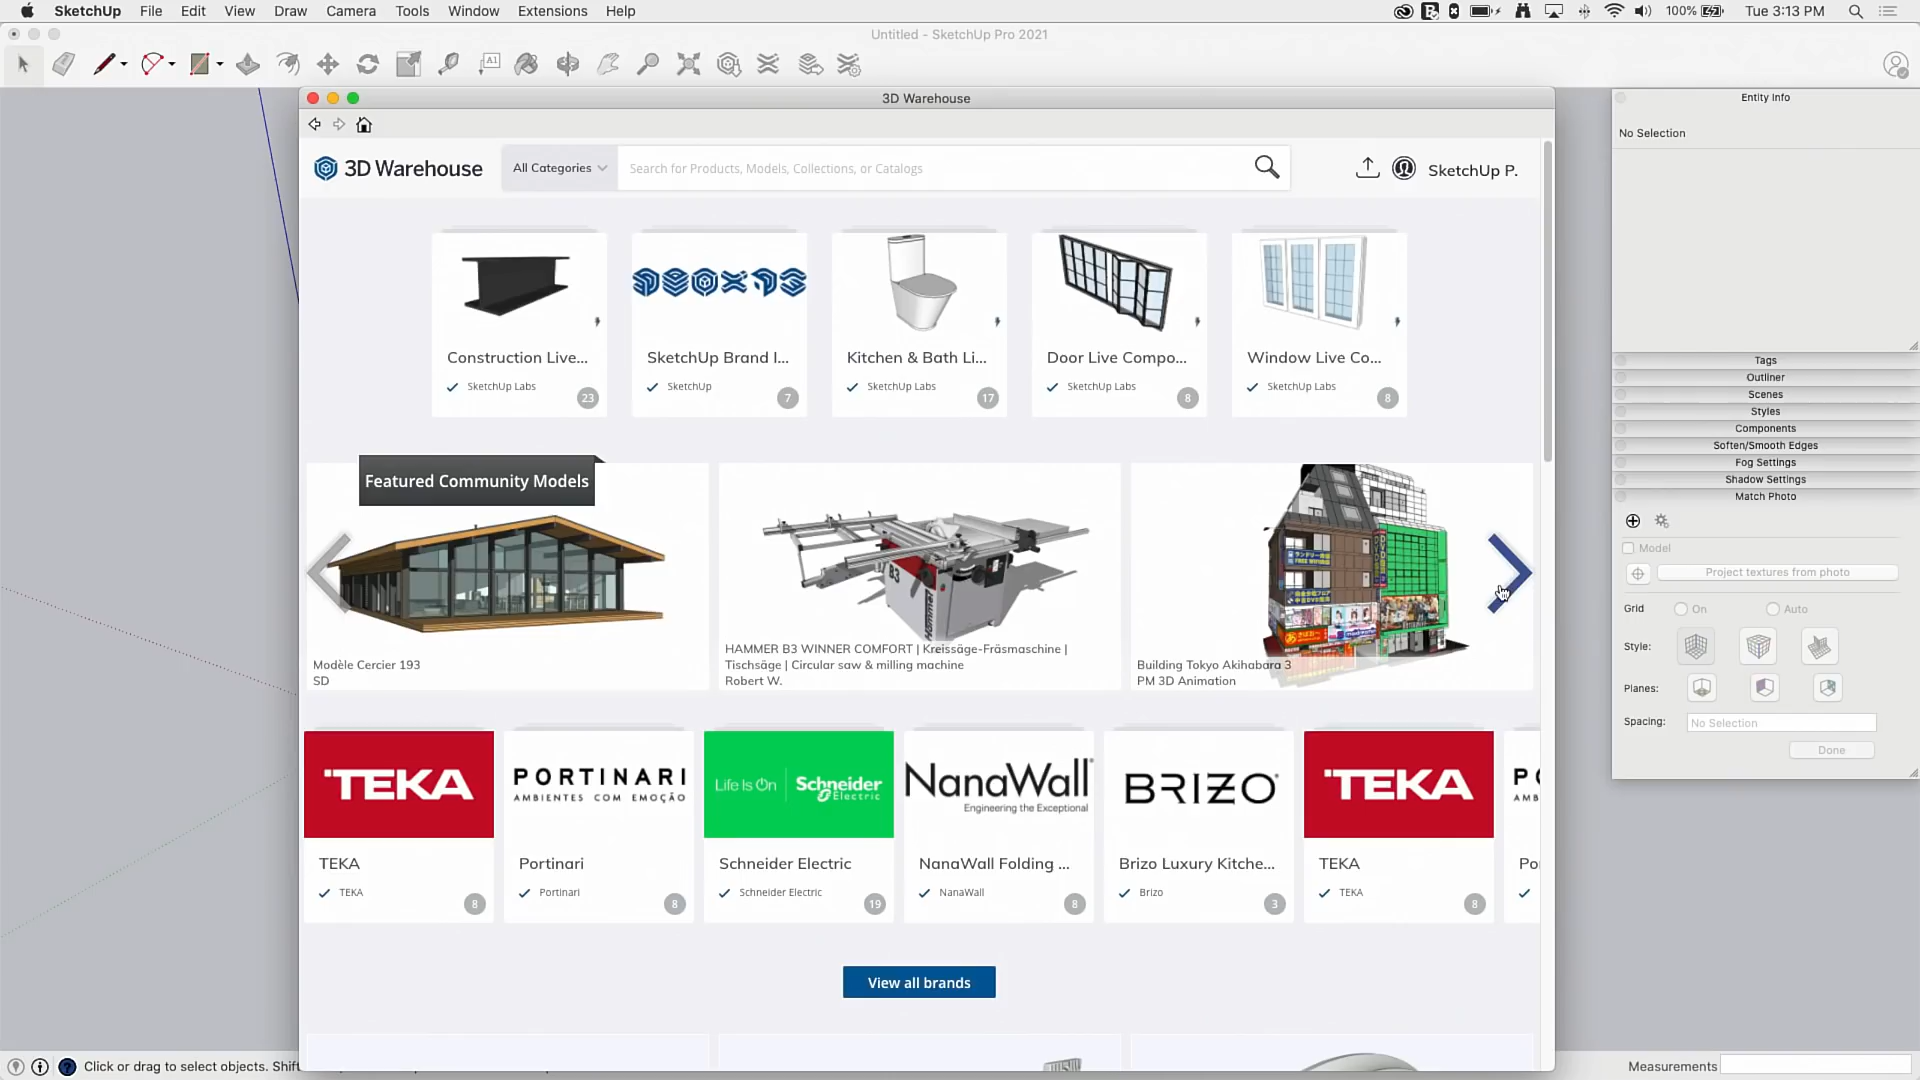 SketchUp File Edit View Draw Camera Tools Window Extensions Help 100% Tue 3:13 PM
Untitled - SketchUp Pro 2021
A1
3D Warehouse
3D Warehouse All Categories Search for Products, Models, Collections, or Catalogs SketchUp P.
Construction Live...
SketchUp Labs
23
SketchUp Brand I...
SketchUp
7
Kitchen & Bath Li...
SketchUp Labs
17
Door Live Compo...
SketchUp Labs
8
Window Live Co...
SketchUp Labs
8
Featured Community Models
Modèle Cercier 193
SD
B3
Hammer
HAMMER B3 WINNER COMFORT | Kreissäge-Fräsmaschine |
Tischsäge | Circular saw & milling machine
Robert W.
Building Tokyo Akihabara 3
PM 3D Animation
TEKA
TEKA
TEKA
8
PORTINARI
AMBIENTES COM EMOÇÃO
Portinari
Portinari
8
Life Is On | Schneider Electric
Schneider Electric
Schneider Electric
19
NanaWall
Engineering the Exceptional
NanaWall Folding ...
NanaWall
8
BRIZO
Brizo Luxury Kitche...
Brizo
3
TEKA
TEKA
TEKA
8
PO
AMB
Po
View all brands
Entity Info
No Selection
Tags
Outliner
Scenes
Styles
Components
Soften/Smooth Edges
Fog Settings
Shadow Settings
Match Photo
Model
Project textures from photo
Grid On Auto
Style:
Planes:
Spacing: No Selection
Done
Click or drag to select objects. Shift
Measurements